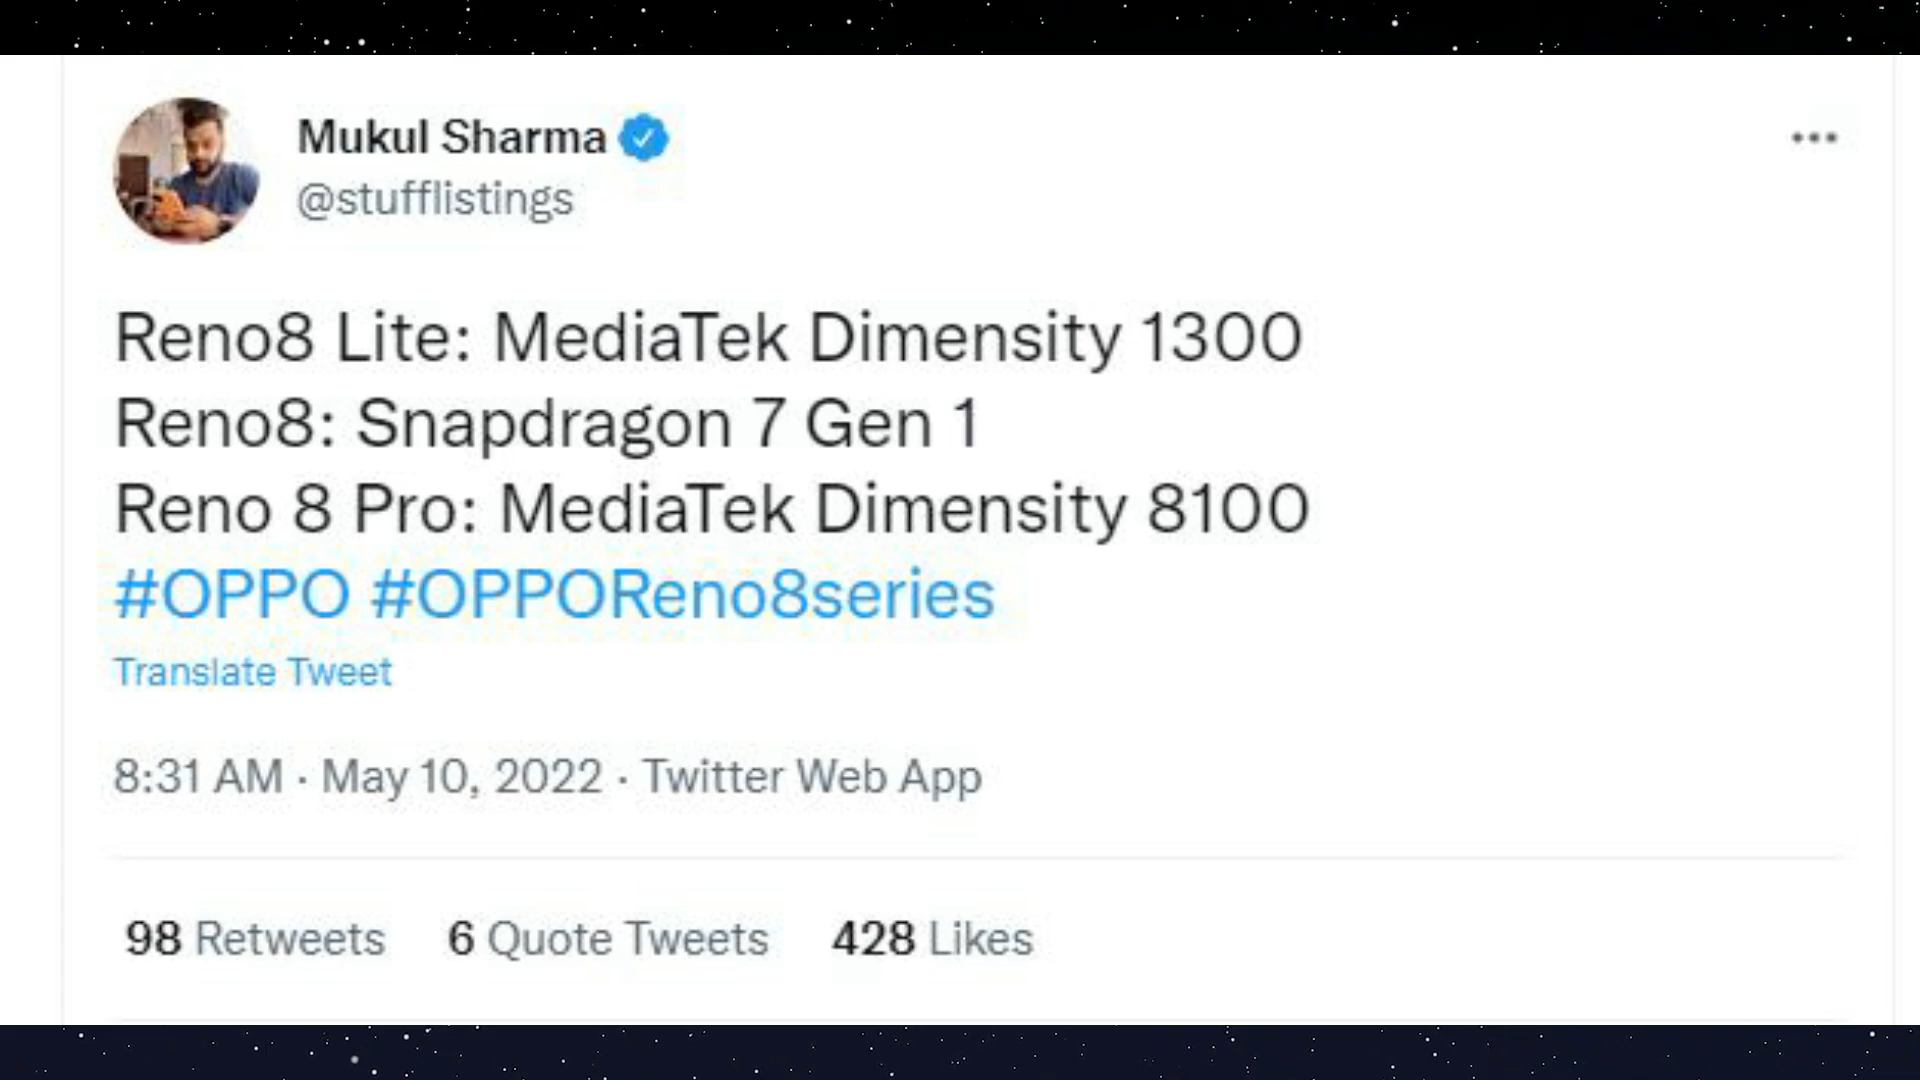 Mukul Sharma
@stufflistings
Reno8 Lite: MediaTek Dimensity 1300
Reno8: Snapdragon 7 Gen 1
Reno 8 Pro: MediaTek Dimensity 8100
#OPPO #OPPOReno8series
Translate Tweet
8:31 AM · May 10, 2022 · Twitter Web App
98 Retweets 6 Quote Tweets 428 Likes